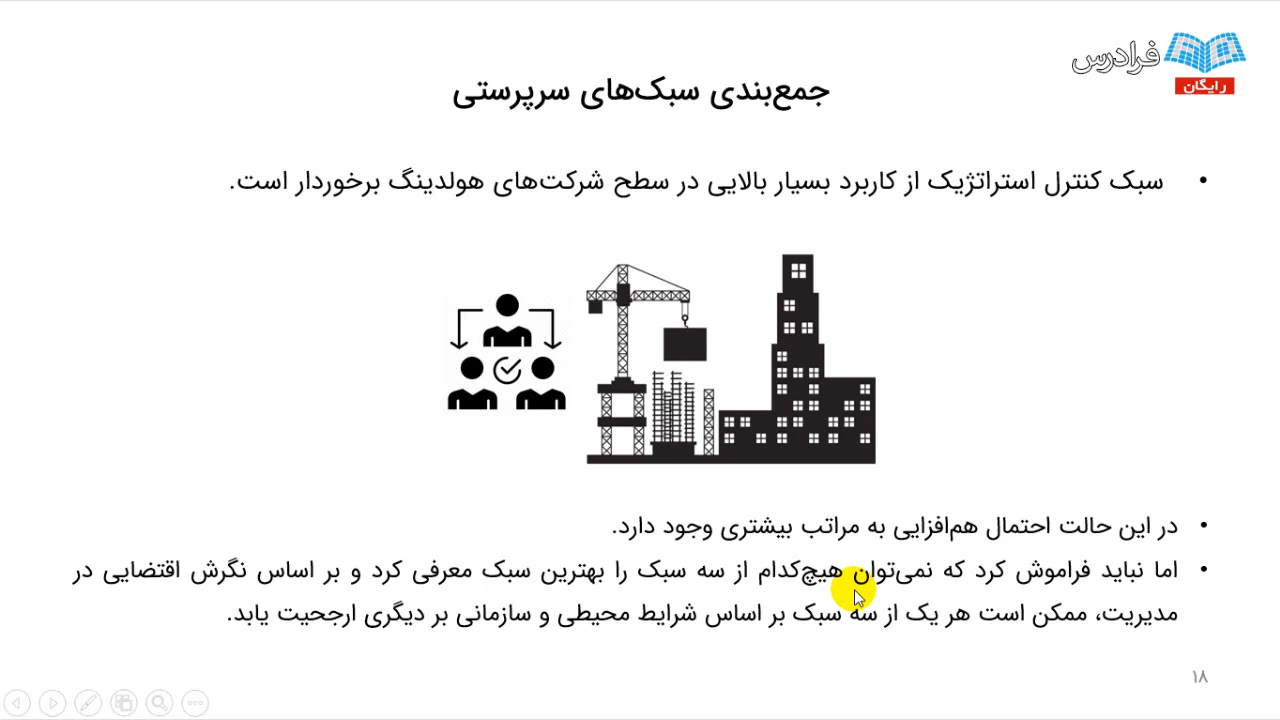 فرادرس
رایگان
جمع‌بندی سبک‌های سرپرستی
• سبک کنترل استراتژیک از کاربرد بسیار بالایی در سطح شرکت‌های هولدینگ برخوردار است.
• در این حالت احتمال هم‌افزایی به مراتب بیشتری وجود دارد.
• اما نباید فراموش کرد که نمی‌توان هیچ‌کدام از سه سبک را بهترین سبک معرفی کرد و بر اساس نگرش اقتضایی در
مدیریت، ممکن است هر یک از سه سبک بر اساس شرایط محیطی و سازمانی بر دیگری ارجحیت یابد.
۱۸